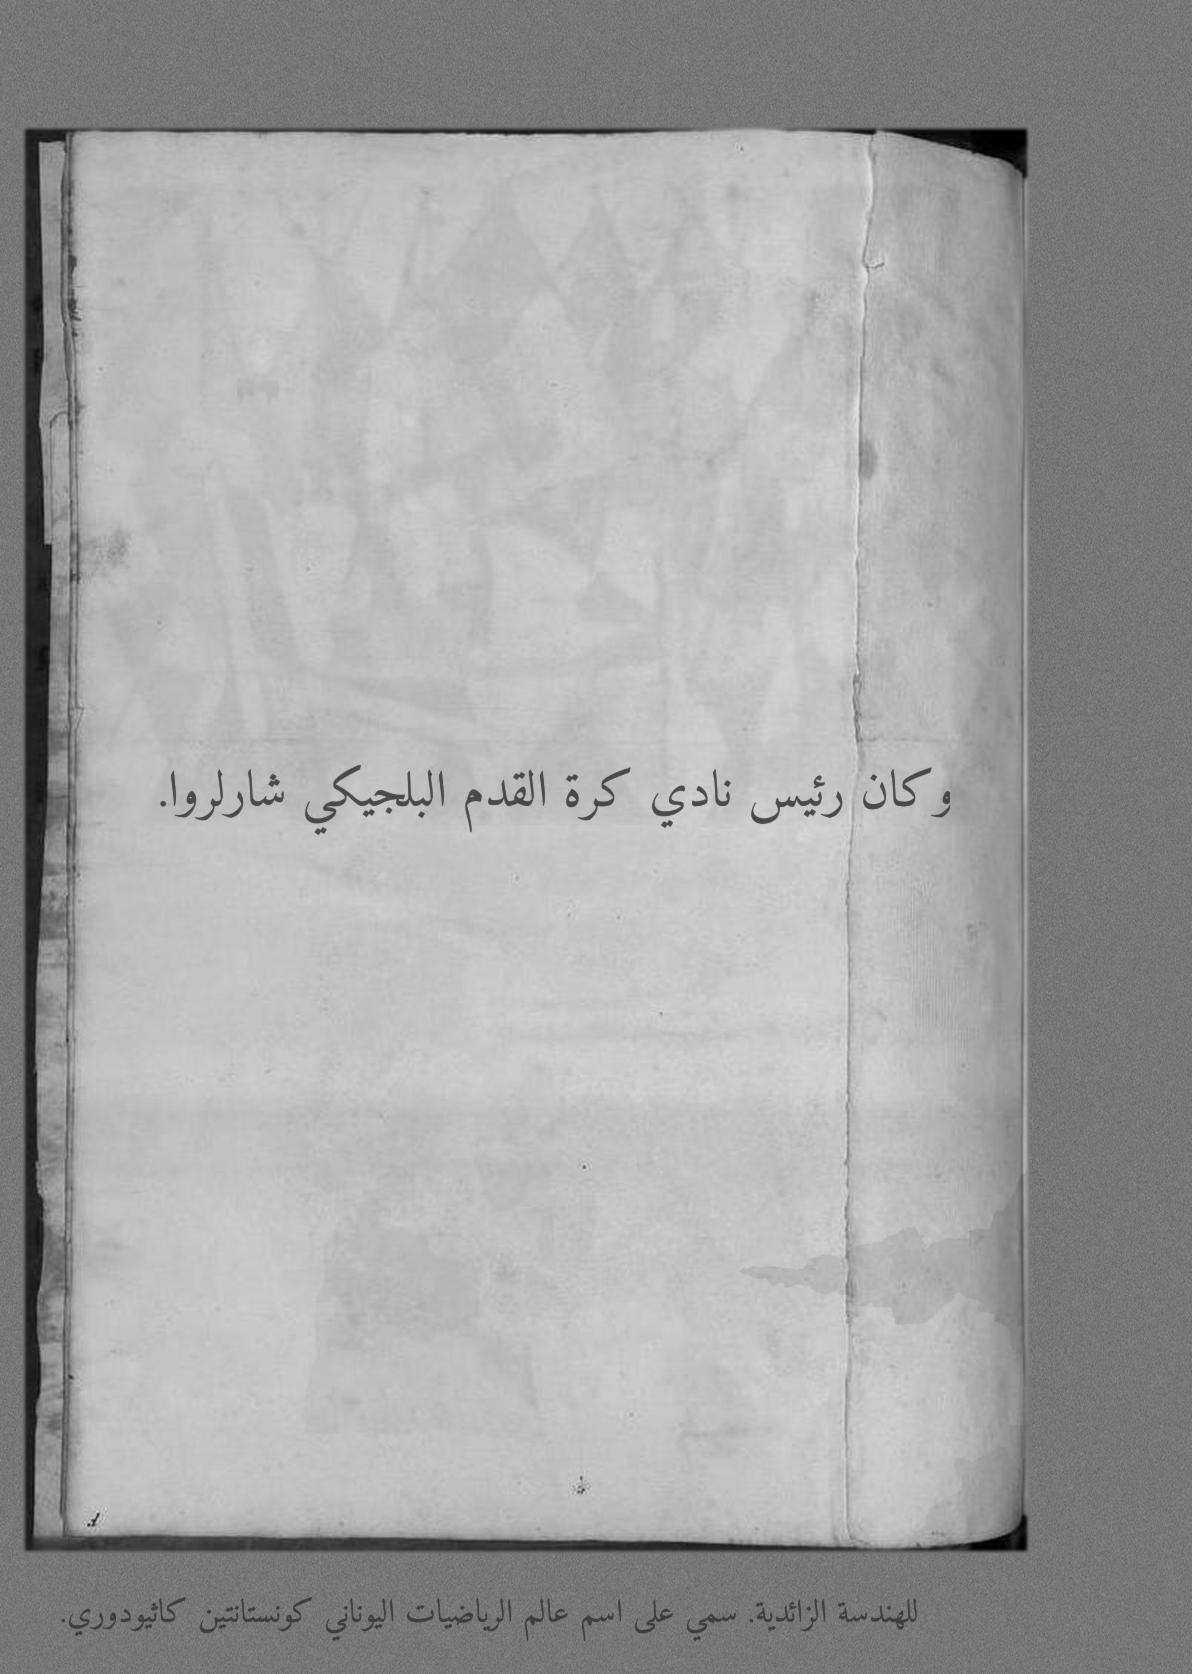 وكان رئيس نادي كرة القدم البلجيكي شارلروا.
للهندسة الزائدية. سمي على اسم عالم الرياضيات اليوناني كونستانتين كاثيودوري.